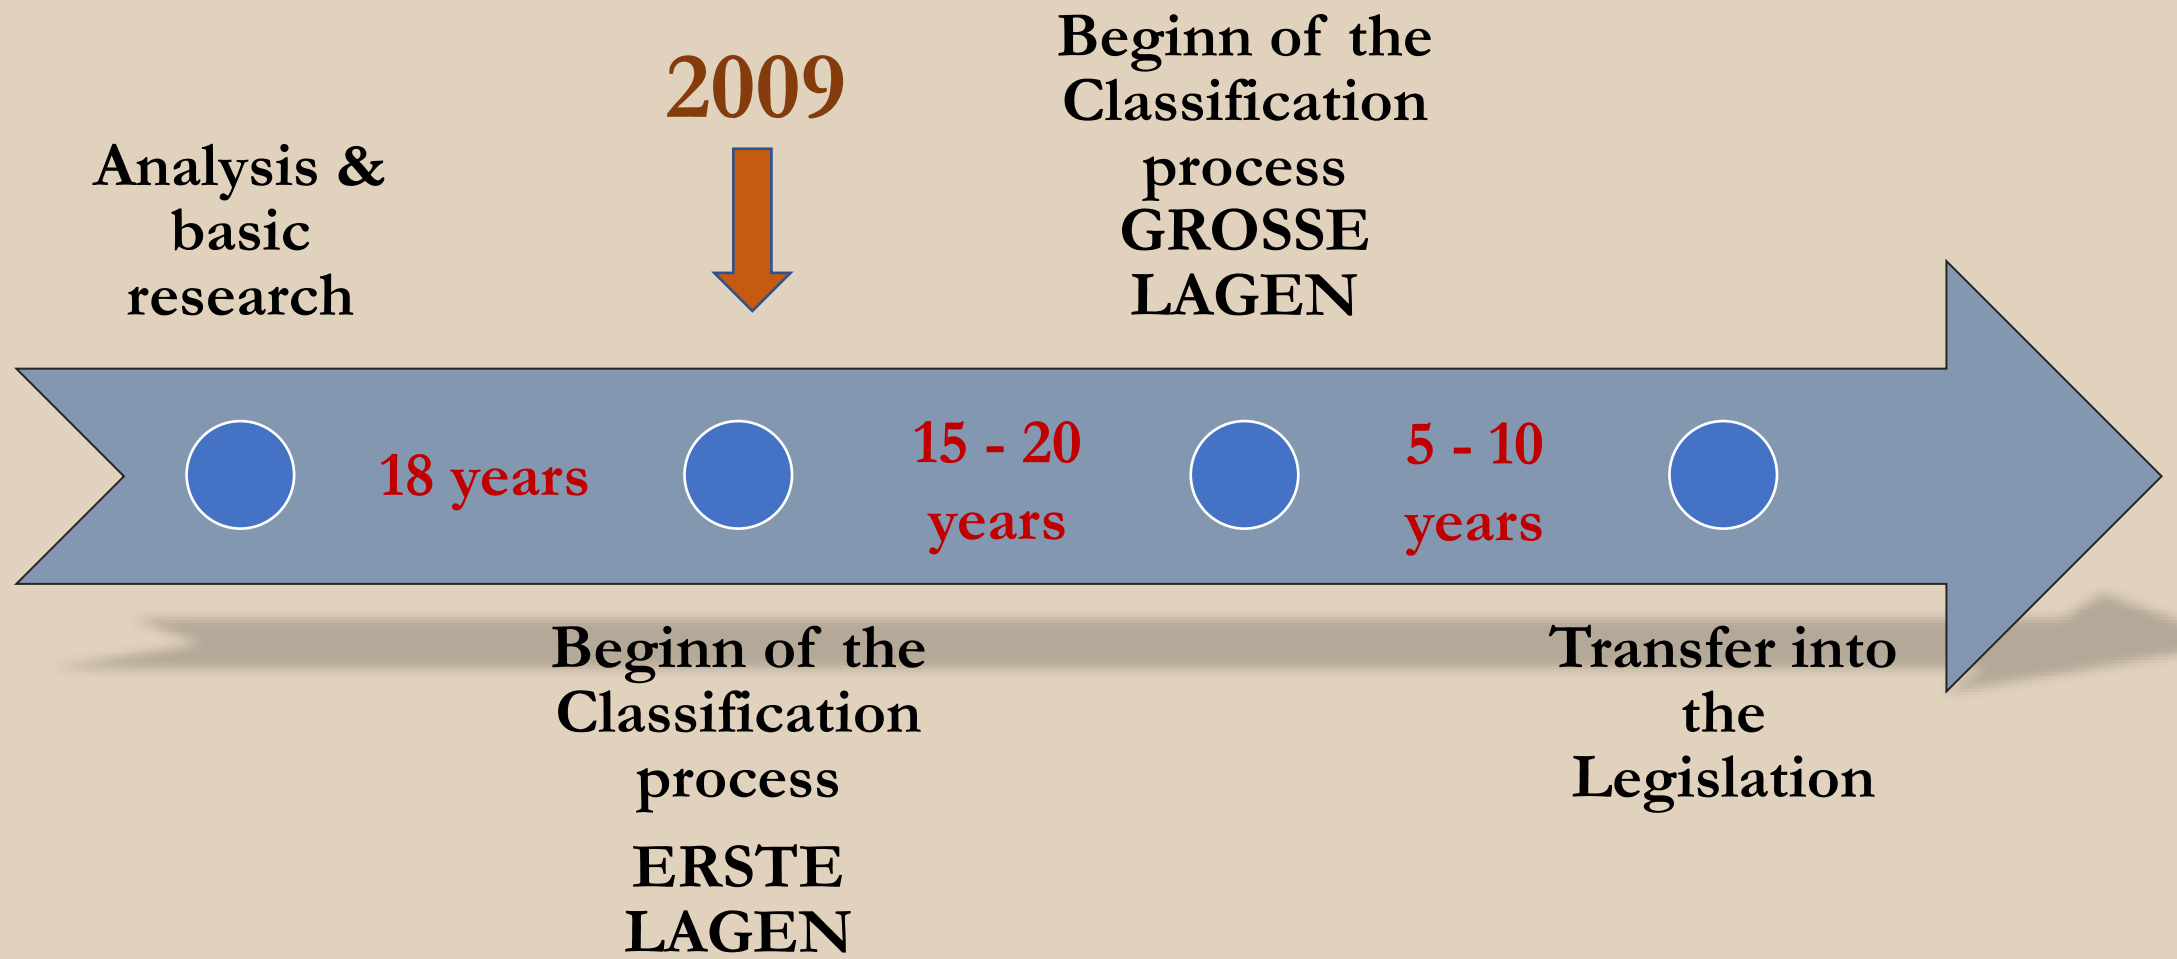 Analysis &
basic
research
2009
Beginn of the
Classification
process
GROSSE
LAGEN
18 years
15 - 20
years
5 - 10
years
Beginn of the
Classification
process
ERSTE
LAGEN
Transfer into
the
Legislation